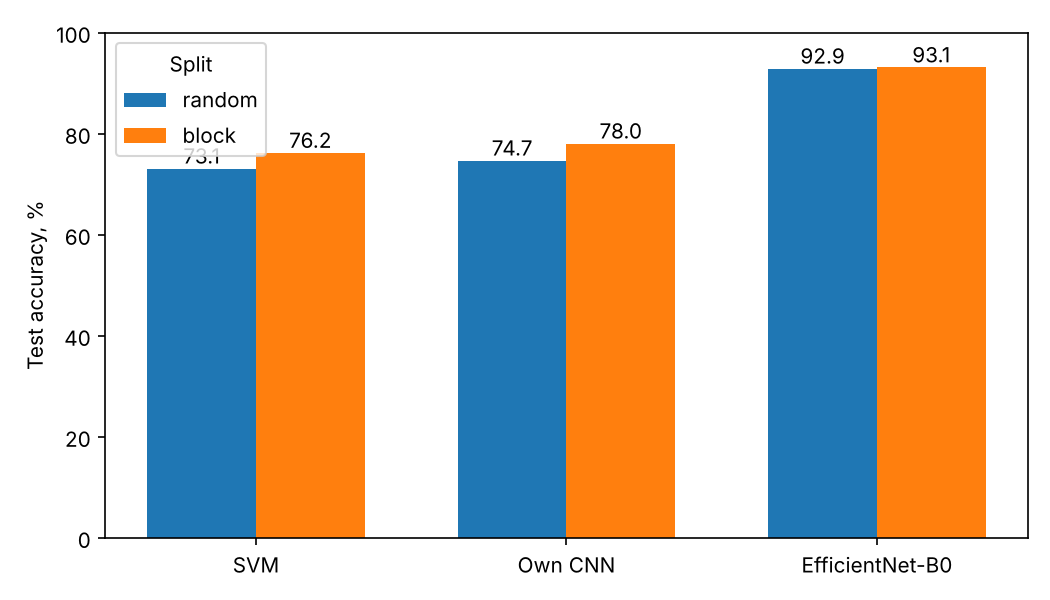 Split
random
block
73.1
76.2
74.7
78.0
92.9
93.1
100
80
60
40
20
0
Test accuracy, %
SVM
Own CNN
EfficientNet-B0